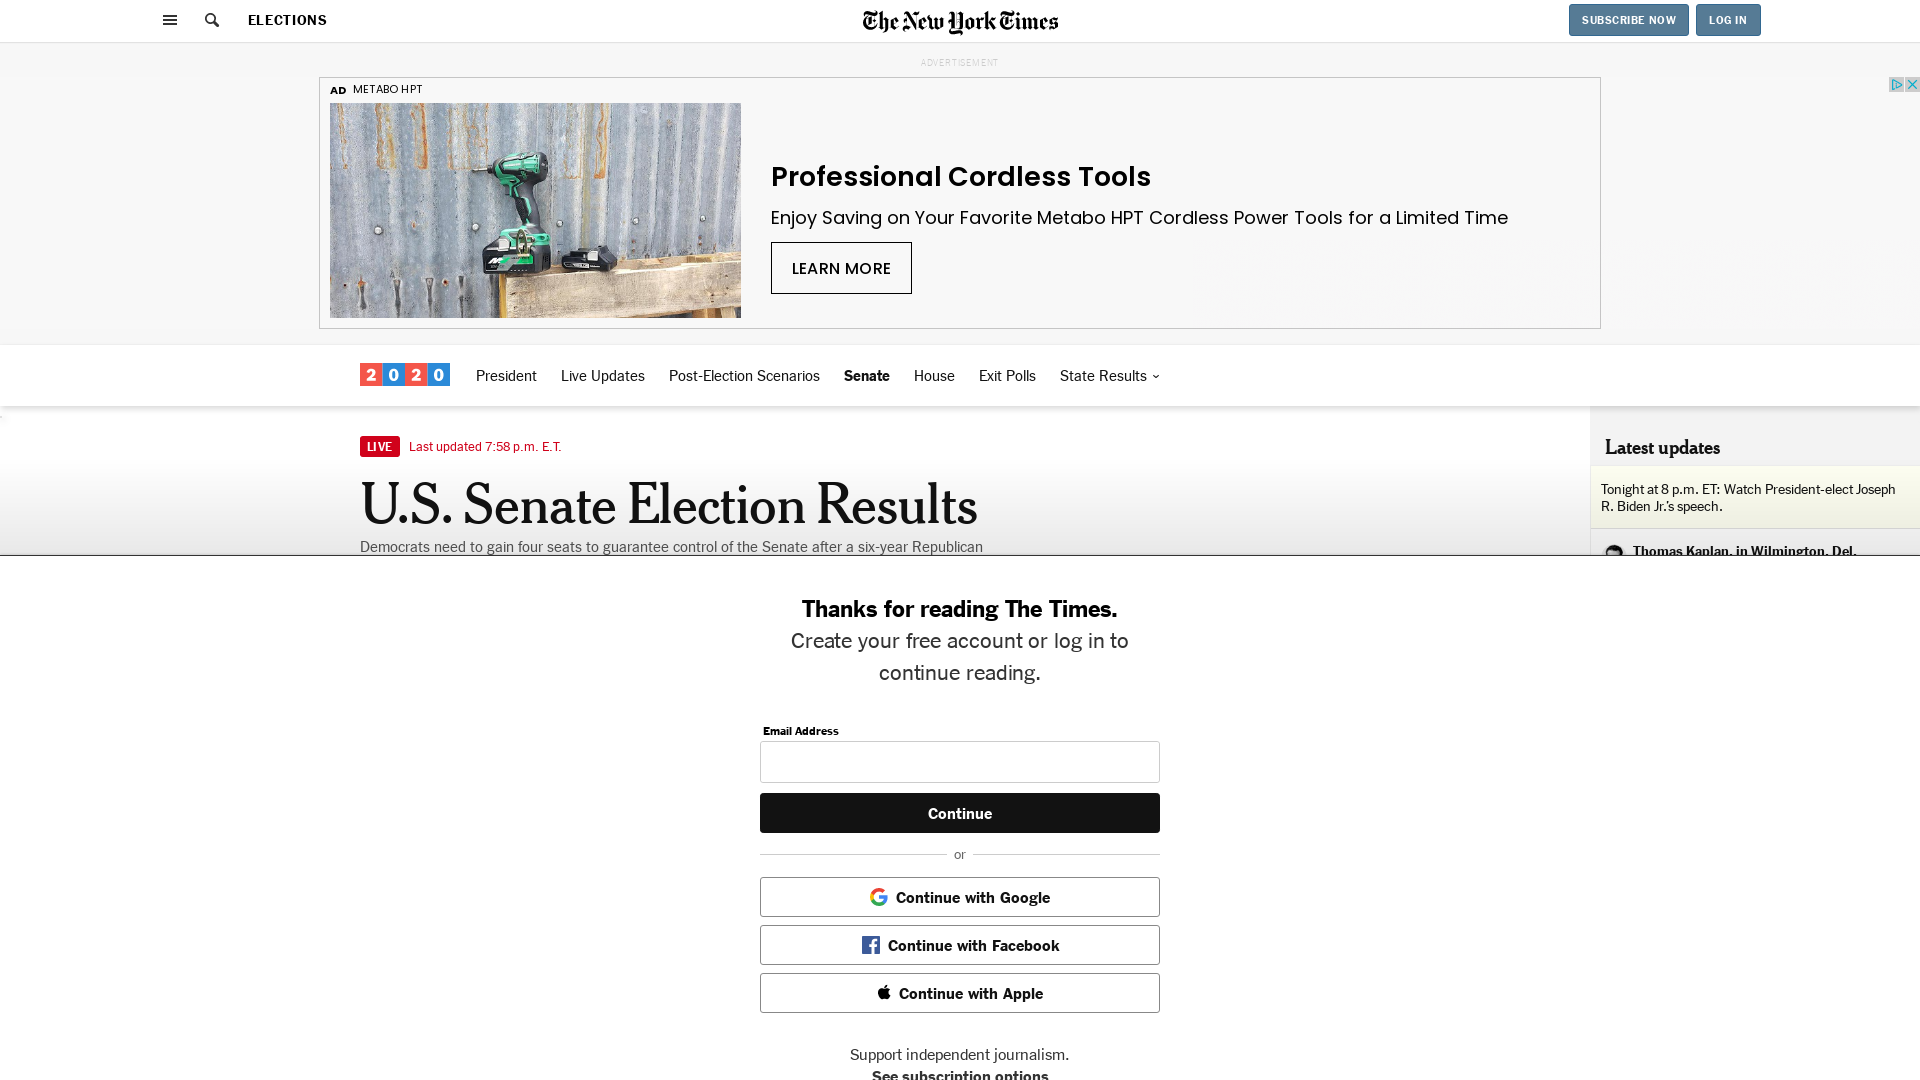 ELECTIONS
The New York Times
SUBSCRIBE NOW
LOG IN
ADVERTISEMENT
AD METABO HPT
Professional Cordless Tools
Enjoy Saving on Your Favorite Metabo HPT Cordless Power Tools for a Limited Time
LEARN MORE
2020 President Live Updates Post-Election Scenarios Senate House Exit Polls State Results
LIVE Last updated 7:58 p.m. E.T.
U.S. Senate Election Results
Democrats need to gain four seats to guarantee control of the Senate after a six-year Republican
Latest updates
Tonight at 8 p.m. ET: Watch President-elect Joseph
R. Biden Jr.’s speech.
Thomas Kaplan, in Wilmington, Del.
Thanks for reading The Times.
Create your free account or log in to
continue reading.
Email Address
Continue
or
Continue with Google
Continue with Facebook
Continue with Apple
Support independent journalism.
See subscription options